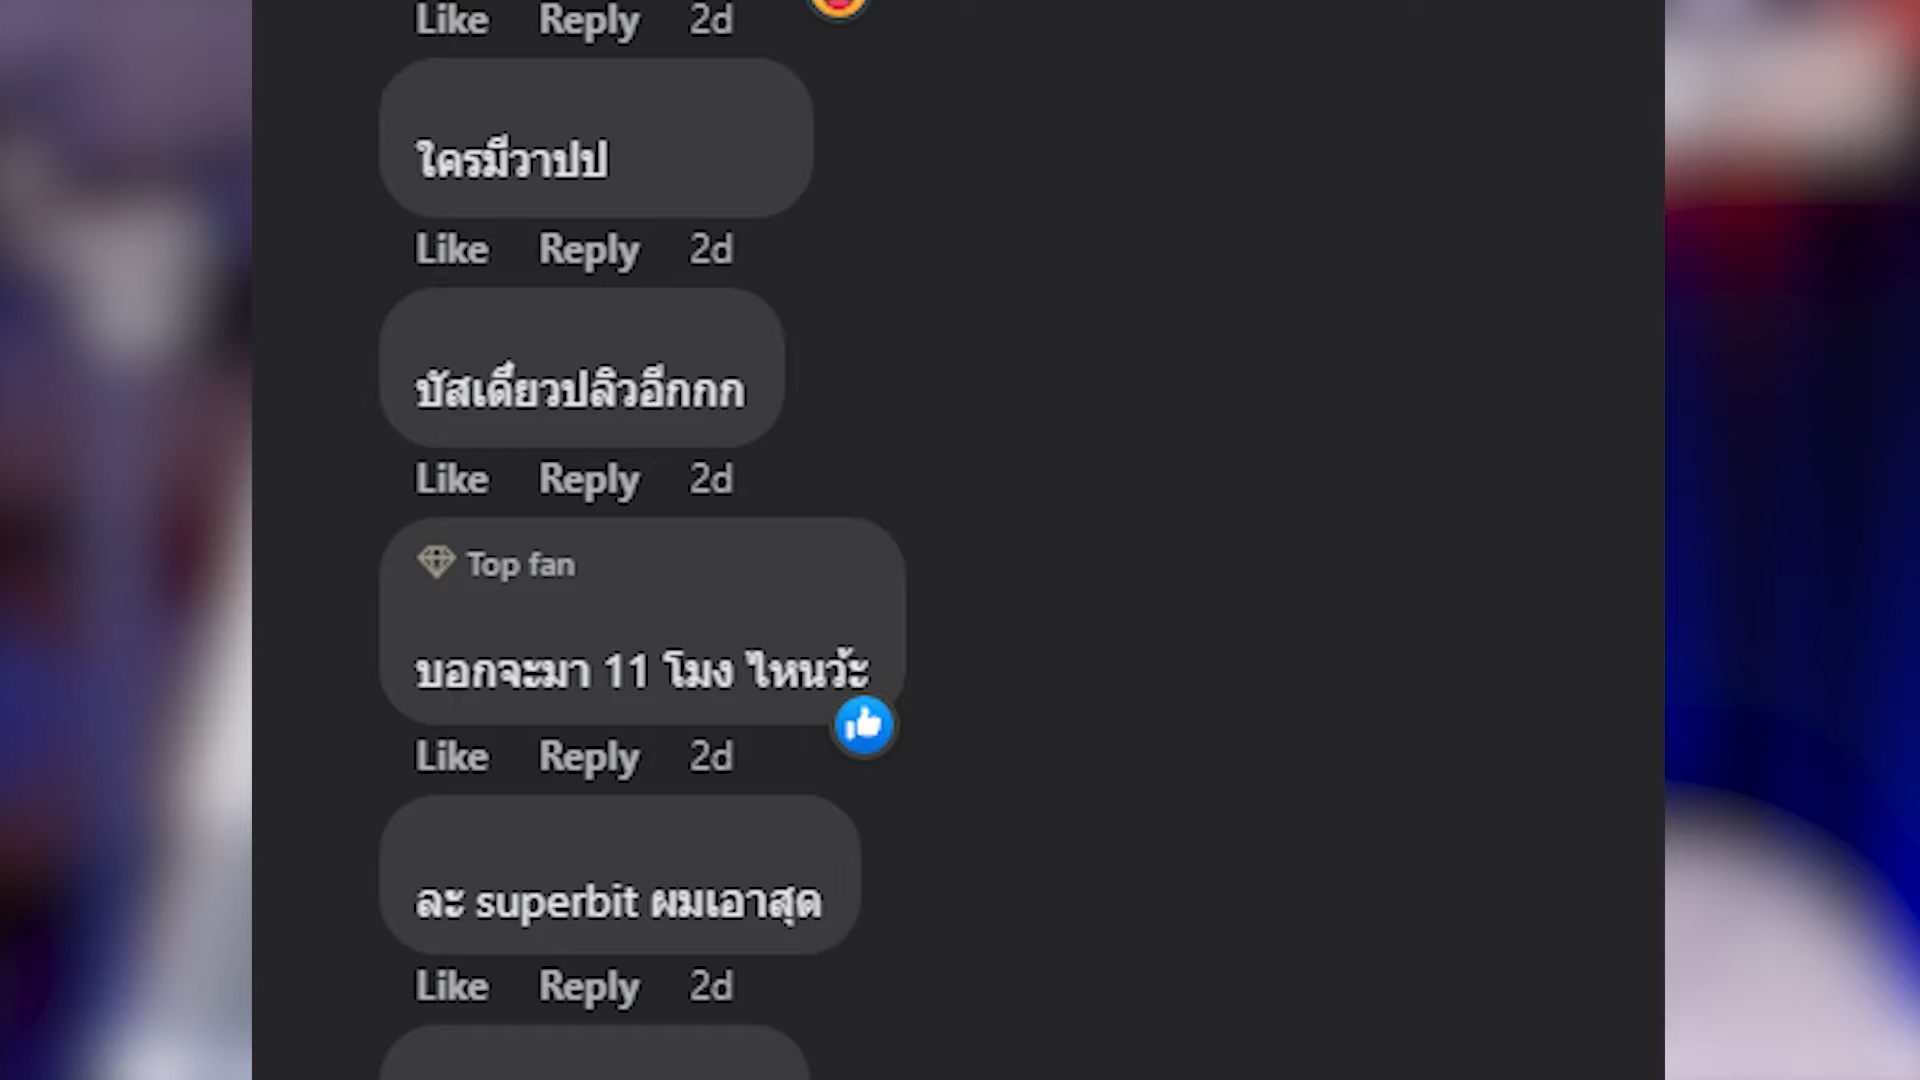 Like Reply 2d
ใครมีวาปป
Like Reply 2d
บัสเดี่ยวปลิวอีกกก
Like Reply 2d
Top fan
บอกจะมา 11 โมง ไหนว้ะ
Like Reply 2d
ละ superbit ผมเอาสุด
Like Reply 2d